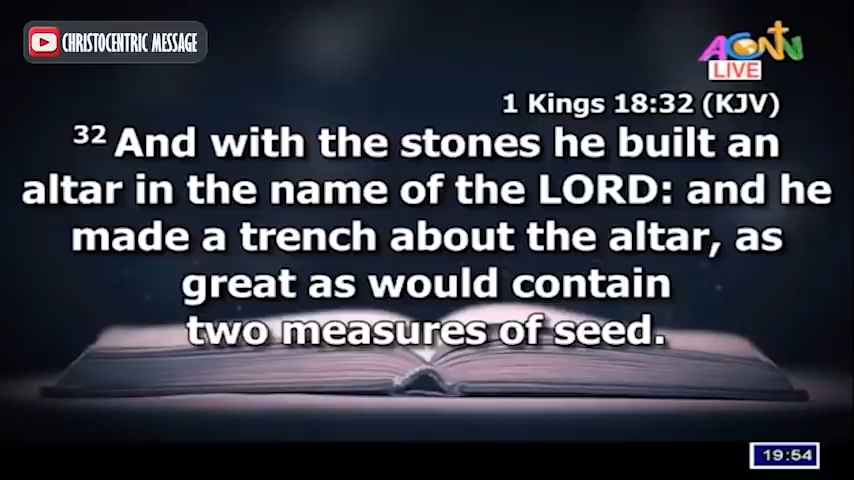 CHRISTOCENTRIC MESSAGE
AGNN
LIVE
1 Kings 18:32 (KJV)
32 And with the stones he built an
altar in the name of the LORD: and he
made a trench about the altar, as
great as would contain
two measures of seed.
19:54